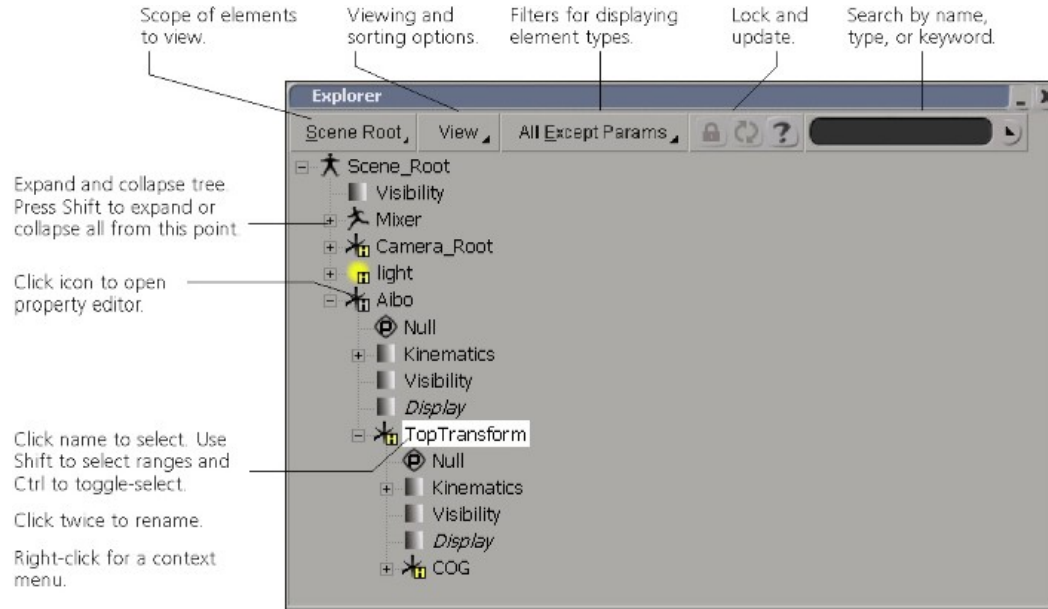 Scope of elements
to view.
Viewing and
sorting options.
Filters for displaying
element types.
Lock and
update.
Search by name,
type, or keyword.
Explorer
Scene Root
View
All Except Params
?
Scene_Root
Visibility
Expand and collapse tree.
Press Shift to expand or
collapse all from this point.
Mixer
Camera_Root
light
Click icon to open
property editor.
Aibo
Null
Kinematics
Visibility
Display
Click name to select. Use
Shift to select ranges and
Ctrl to toggle-select.
Click twice to rename.
Right-click for a context
menu.
TopTransform
Null
Kinematics
Visibility
Display
COG